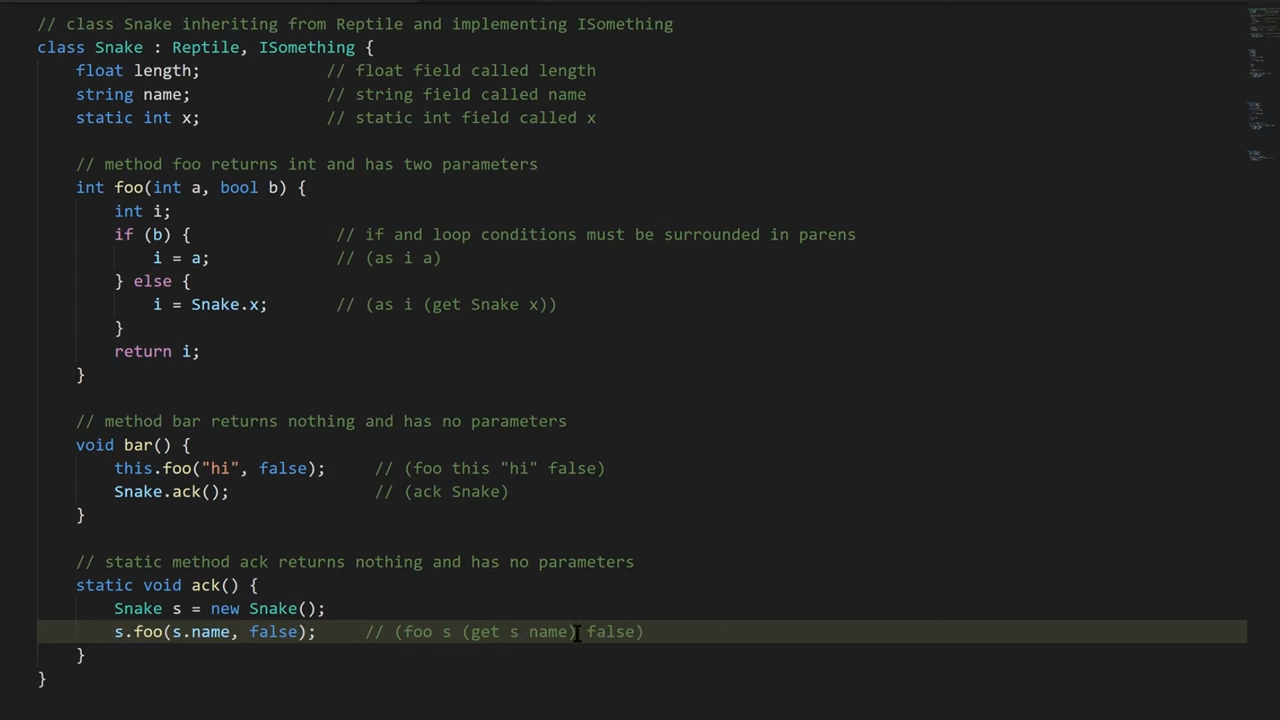 // class Snake inheriting from Reptile and implementing ISomething
class Snake : Reptile, ISomething {
float length; // float field called length
string name; // string field called name
static int x; // static int field called x
// method foo returns int and has two parameters
int foo(int a, bool b) {
int i;
if (b) { // if and loop conditions must be surrounded in parens
i = a; // (as i a)
} else {
i = Snake.x; // (as i (get Snake x))
}
return i;
}
// method bar returns nothing and has no parameters
void bar() {
this.foo("hi", false); // (foo this "hi" false)
Snake.ack(); // (ack Snake)
}
// static method ack returns nothing and has no parameters
static void ack() {
Snake s = new Snake();
s.foo(s.name, false); // (foo s (get s name) false)
}
}